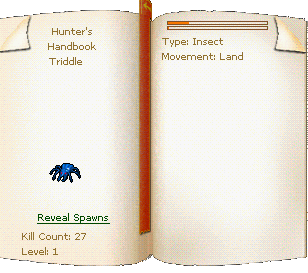 Hunter's
Handbook
Triddle
Reveal Spawns
Kill Count: 27
Level: 1
Type: Insect
Movement: Land